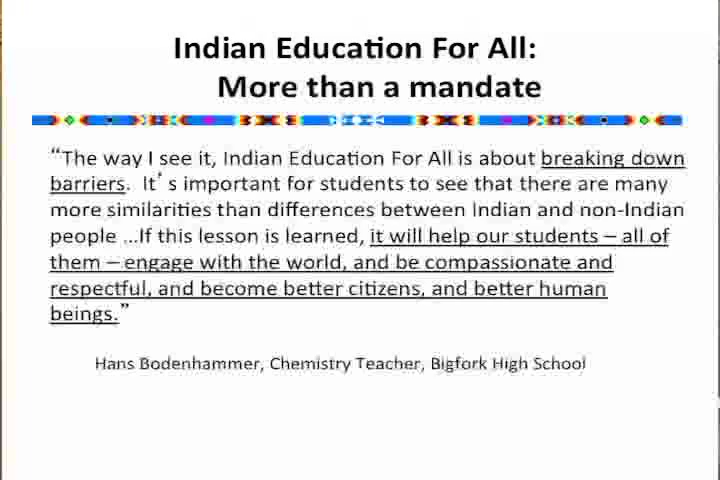 Indian Education For All:
More than a mandate
“The way I see it, Indian Education For All is about breaking down
barriers. It’s important for students to see that there are many
more similarities than differences between Indian and non-Indian
people …If this lesson is learned, it will help our students – all of
them – engage with the world, and be compassionate and
respectful, and become better citizens, and better human
beings.”
Hans Bodenhammer, Chemistry Teacher, Bigfork High School